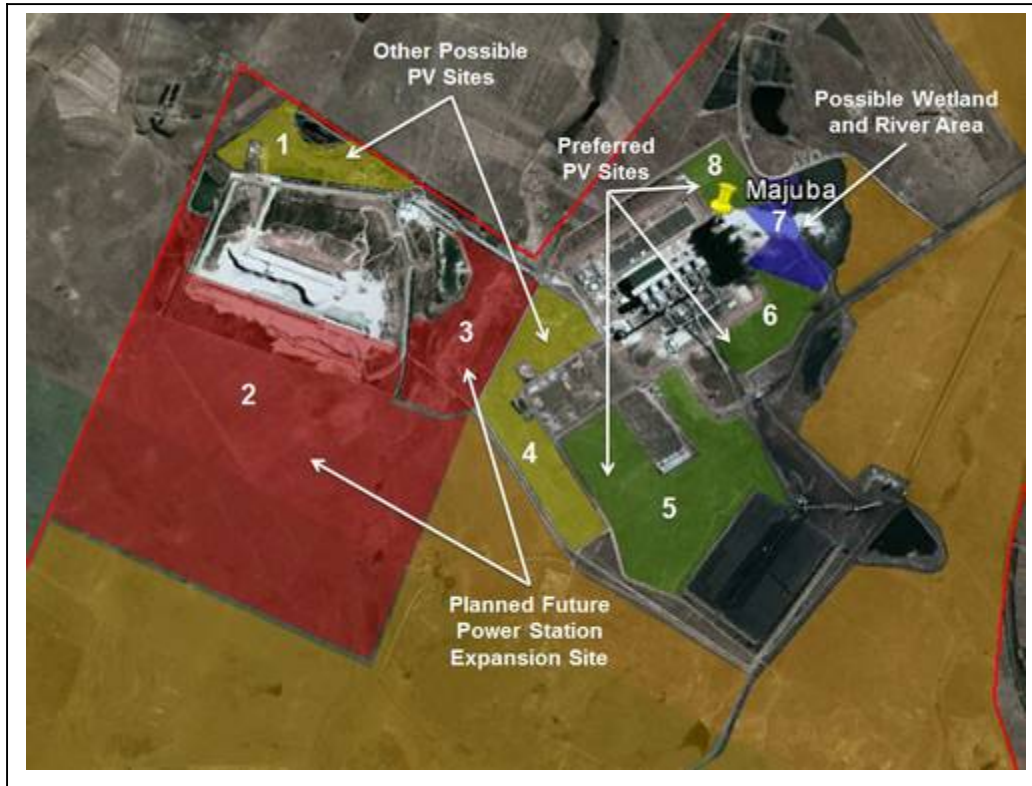 Other Possible
PV Sites
Possible Wetland
and River Area
Preferred
PV Sites
1
8
Majuba
7
6
3
2
4
5
Planned Future
Power Station
Expansion Site